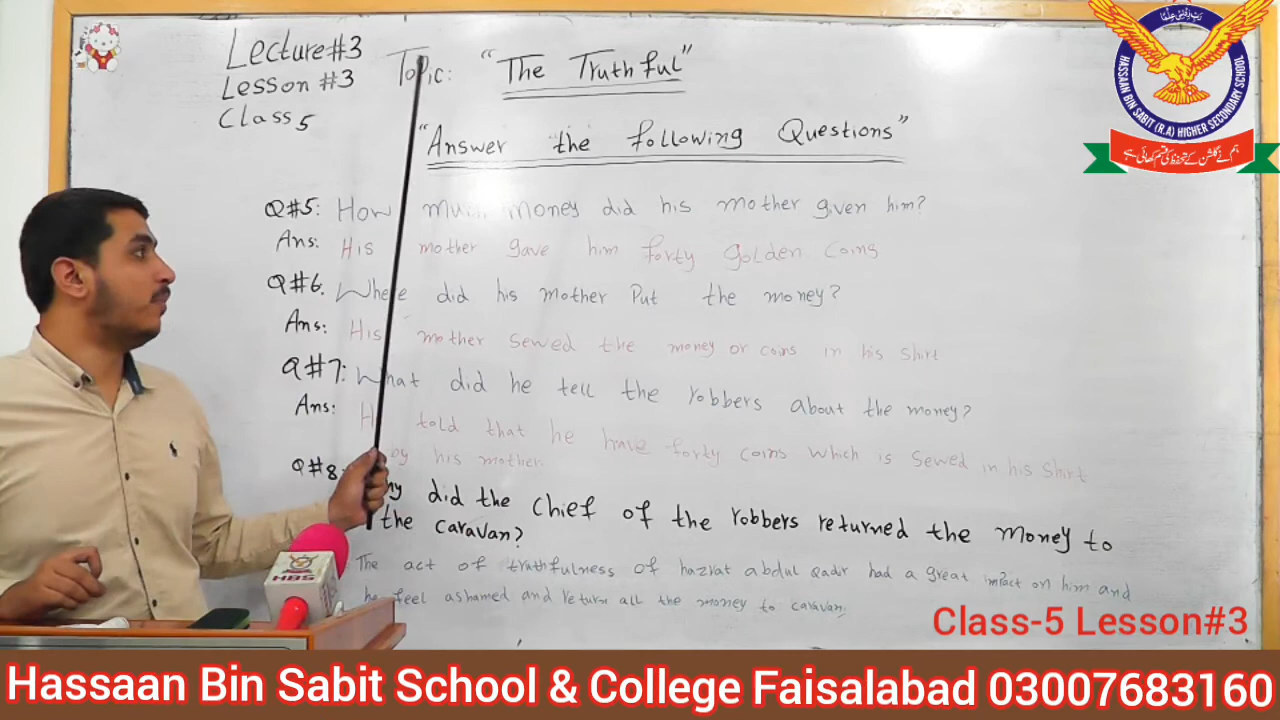 Lecture#3
Lesson #3
Class 5
Topic: "The Truthful"
"Answer the following Questions"
Q#5: How much money did his mother given him?
Ans: His mother gave him forty golden coins
Q#6. Where did his mother Put the money?
Ans: His mother sewed the money or coins in his shirt
Q#7: What did he tell the robbers about the money?
Ans: told that he have forty coins which is sewed in his shirt
by his mother.
Q#8: did the chief of the robbers returned the money to
the caravan?
The act of truthfulness of hazrat abdul qadir had a great impact on him and
he feel ashamed and return all the money to caravan.
HASSAAN BIN SABIT (R.A) HIGHER SECONDARY SCHOOL
HBS
Class-5 Lesson#3
Hassaan Bin Sabit School & College Faisalabad 03007683160